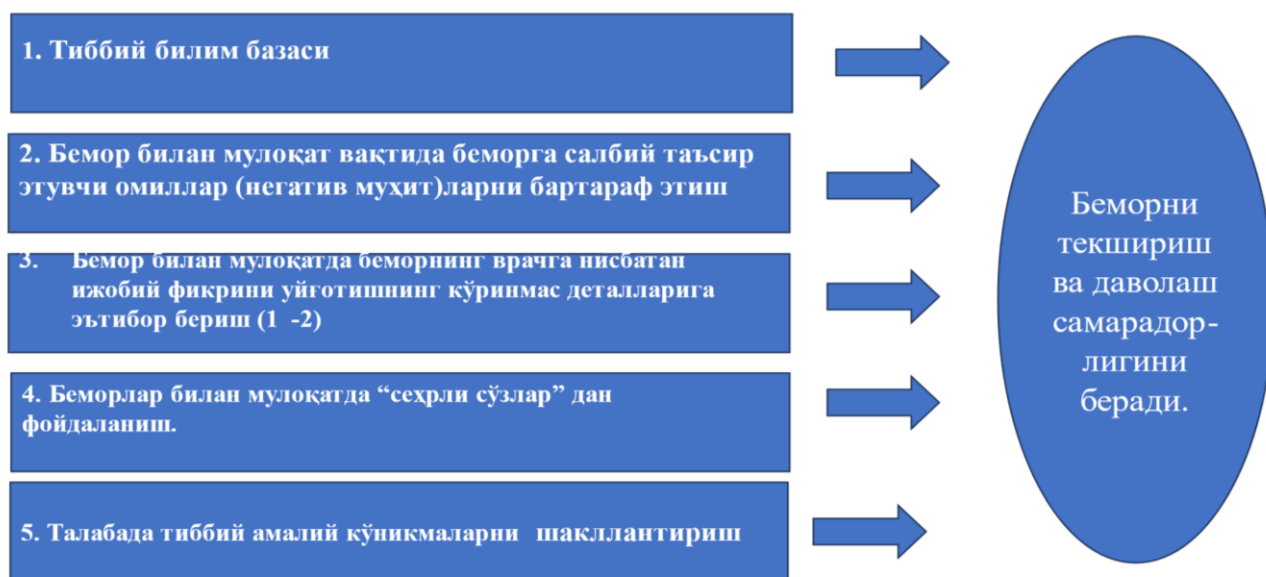 1. Тиббий билим базаси
2. Бемор билан мулоқат вақтида беморга салбий таъсир
этувчи омиллар (негатив муҳит)ларни бартараф этиш
3. Бемор билан мулоқатда беморнинг врачга нисбатан
ижобий фикрини уйғотишнинг кўринмас деталларига
эътибор бериш (1 -2)
4. Беморлар билан мулоқатда “сеҳрли сўзлар” дан
фойдаланиш.
5. Талабада тиббий амалий кўникмаларни шакллантириш
Беморни
текшириш
ва даволаш
самарадор-
лигини
беради.